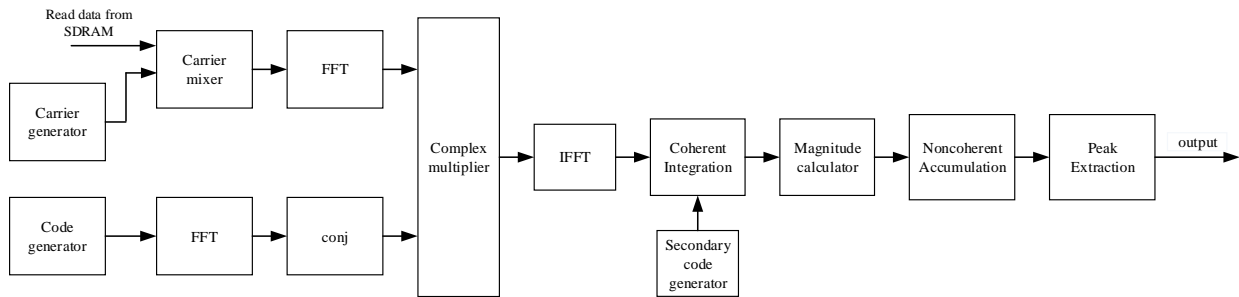 Read data from
SDRAM
Carrier
generator
Carrier
mixer
FFT
Code
generator
FFT
conj
Complex
multiplier
IFFT
Coherent
Integration
Secondary
code
generator
Magnitude
calculator
Noncoherent
Accumulation
Peak
Extraction
output